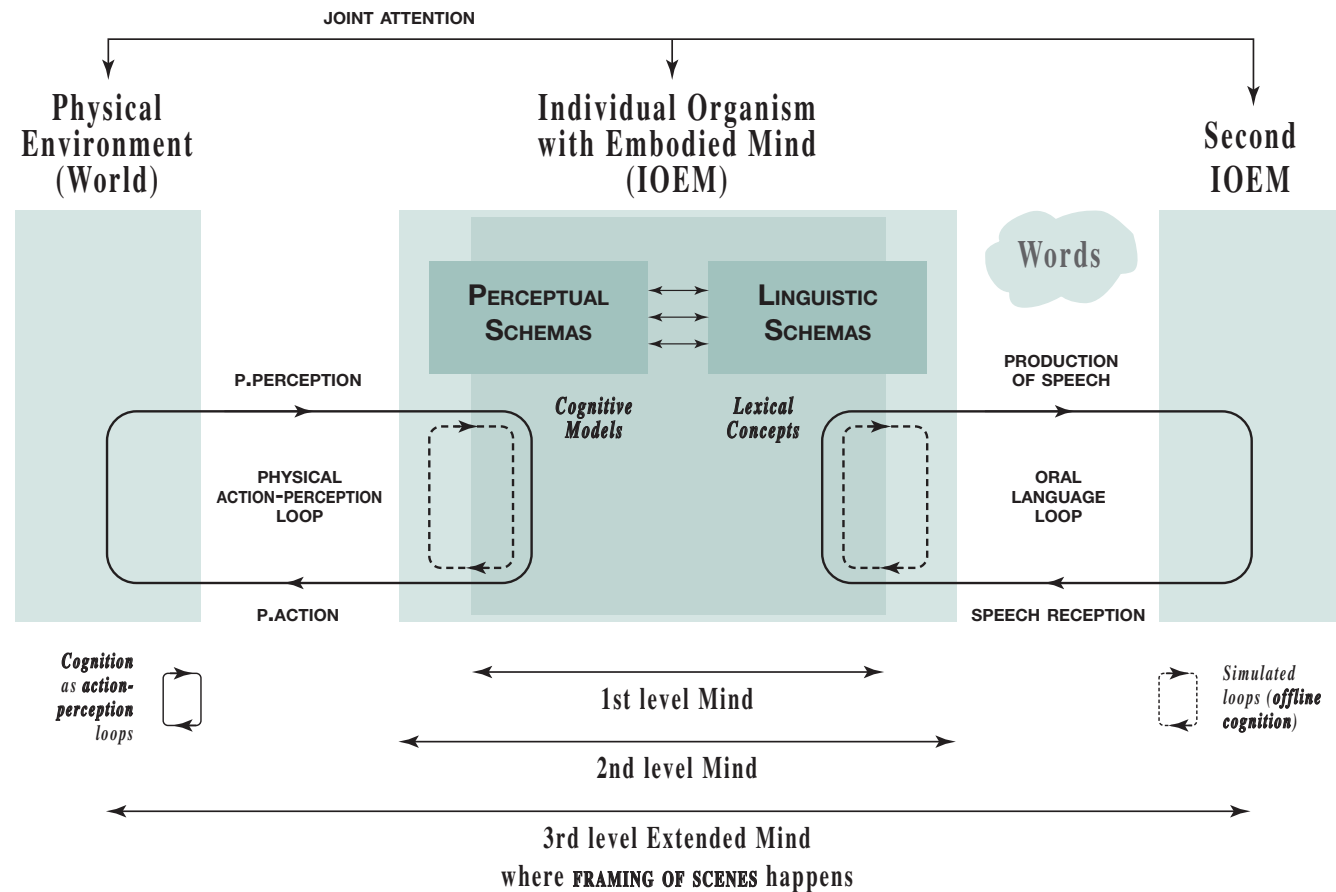 JOINT ATTENTION
Physical
Environment
(World)
Individual Organism
with Embodied Mind
(IOEM)
Second
IOEM
Words
PERCEPTUAL
SCHEMAS
LINGUISTIC
SCHEMAS
P.PERCEPTION
PRODUCTION
OF SPEECH
Cognitive
Models
Lexical
Concepts
PHYSICAL
ACTION-PERCEPTION
LOOP
ORAL
LANGUAGE
LOOP
P.ACTION
SPEECH RECEPTION
Cognition
as action-
perception
loops
1st level Mind
Simulated
loops (offline
cognition)
2nd level Mind
3rd level Extended Mind
where FRAMING OF SCENES happens